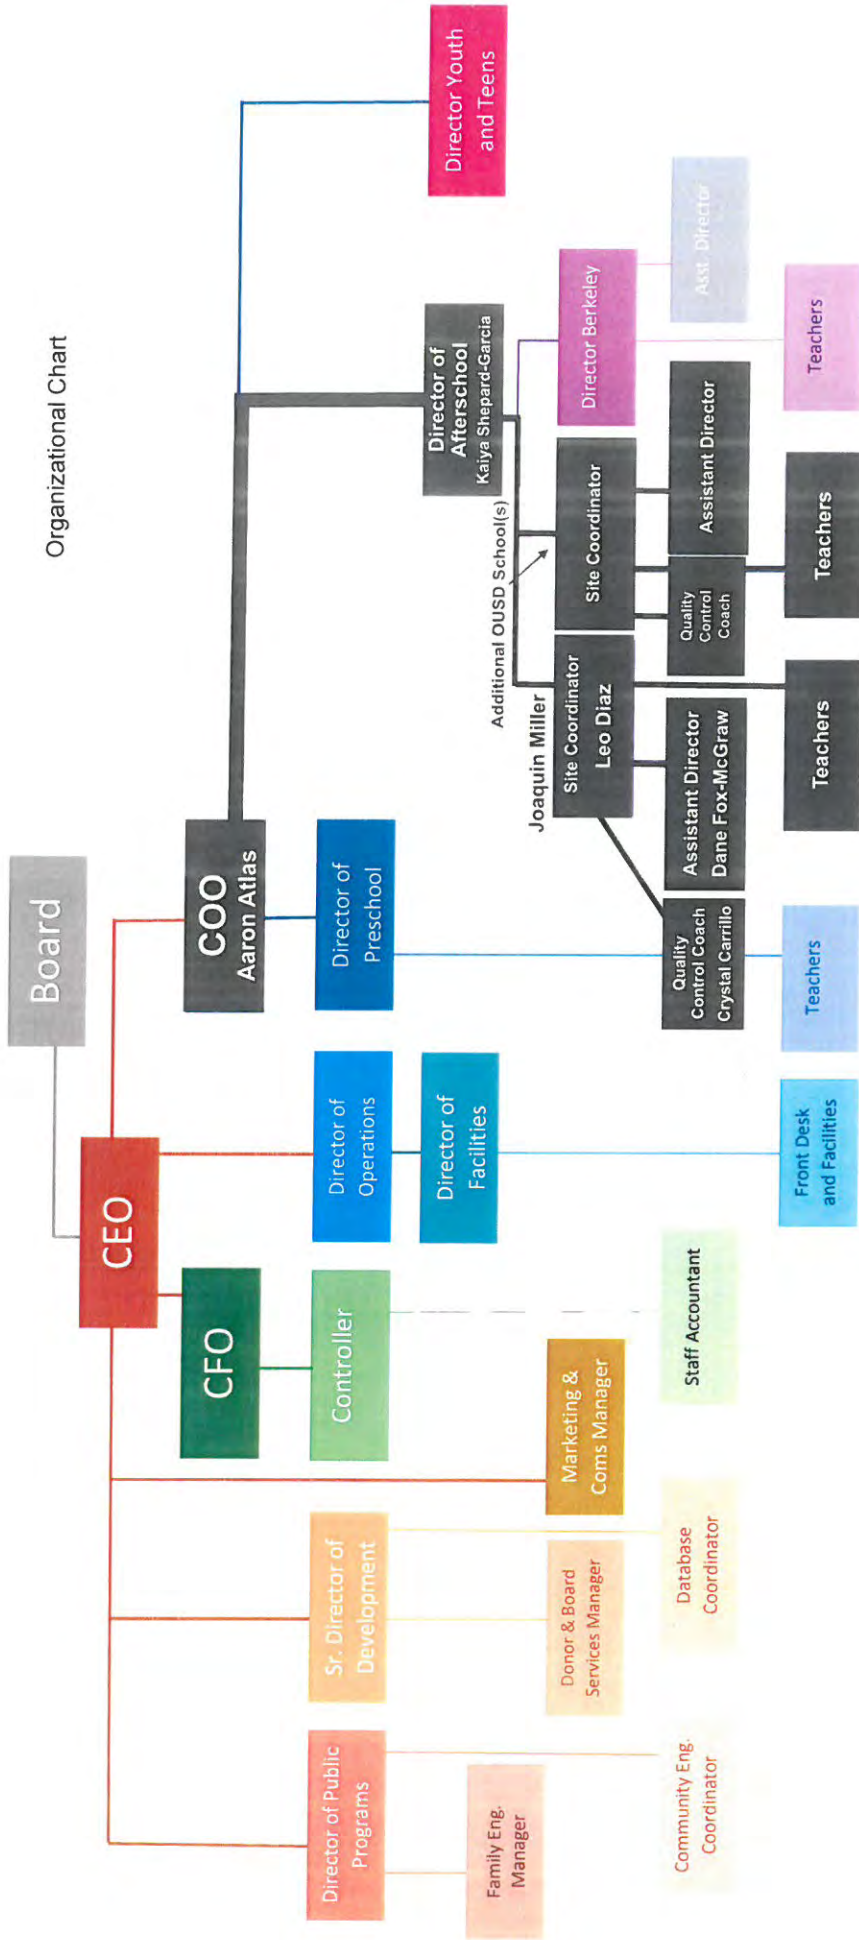 Organizational Chart
Board
CEO
CFO
COO
Aaron Atlas
Controller
Director of
Operations
Director of
Preschool
Director of Public
Programs
Sr. Director of
Development
Director of
Facilities
Director of
Afterschool
Kaiya Shepard-Garcia
Director Youth
and Teens
Family Eng.
Manager
Additional OUSD School(s)
Joaquin Miller
Donor & Board
Services Manager
Marketing &
Coms Manager
Site Coordinator
Leo Diaz
Site Coordinator
Director Berkeley
Community Eng.
Coordinator
Database
Coordinator
Staff Accountant
Quality
Control Coach
Crystal Carrillo
Assistant Director
Dane Fox-McGraw
Quality
Control
Coach
Assistant Director
Asst. Director
Front Desk
and Facilities
Teachers
Teachers
Teachers
Teachers